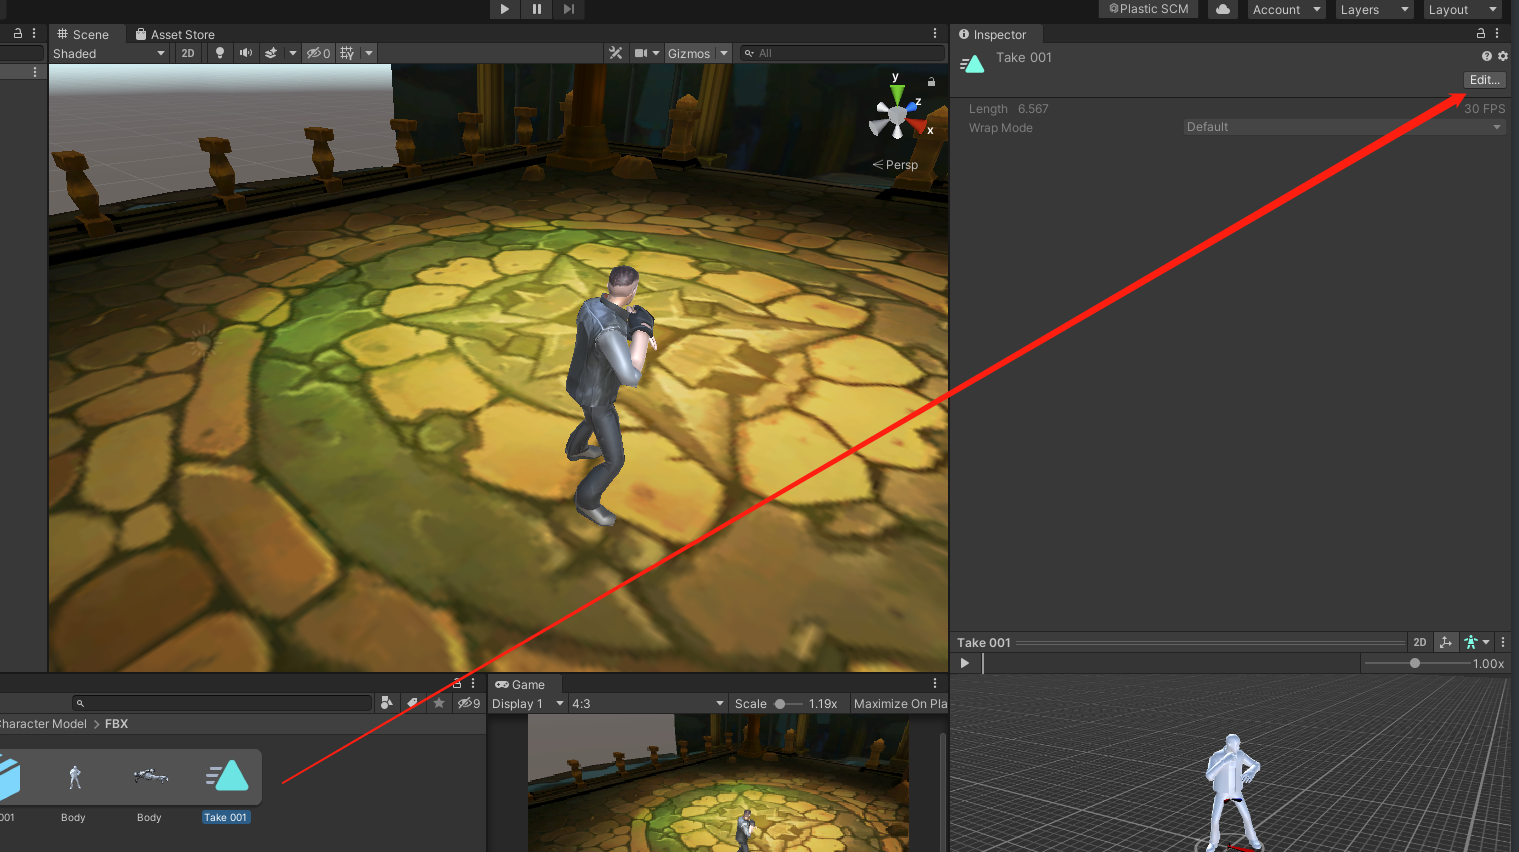 Plastic SCM
Account
Layers
Layout
Scene
Asset Store
Inspector
Shaded
2D
0
Gizmos
All
Take 001
Edit...
Length 6.567
30 FPS
Wrap Mode
Default
y
z
x
Persp
Take 001
2D
1.00x
Game
9
Display 1
4:3
Scale
1.19x
Maximize On Pla
haracter Model > FBX
001
Body
Body
Take 001